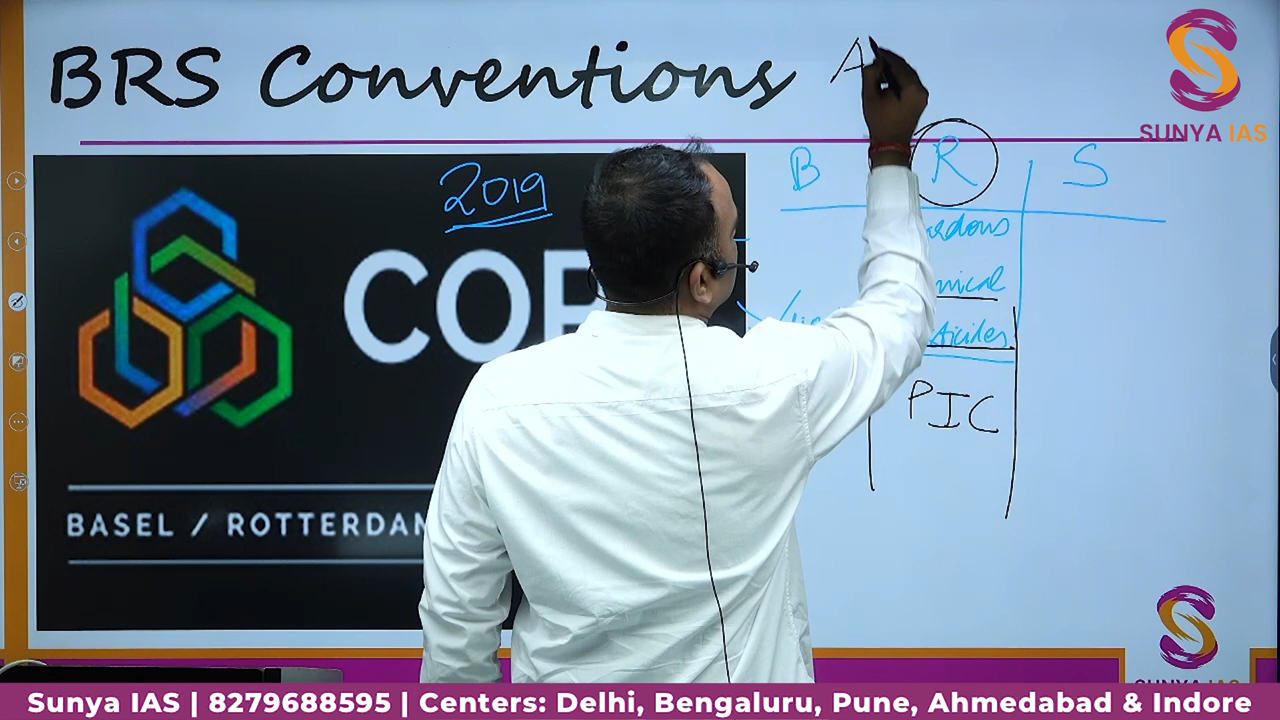 BRS Conventions A
SUNYA IAS
2019
B R S
COP
BASEL / ROTTERDAM
PIC
Sunya IAS | 8279688595 | Centers: Delhi, Bengaluru, Pune, Ahmedabad & Indore